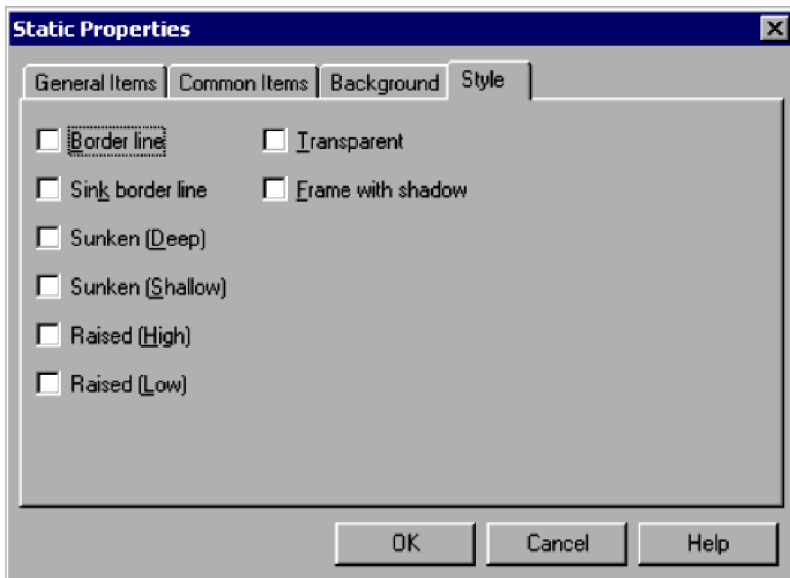 Static Properties
General Items Common Items Background Style
Border line Transparent
Sink border line Frame with shadow
Sunken (Deep)
Sunken (Shallow)
Raised (High)
Raised (Low)
OK Cancel Help